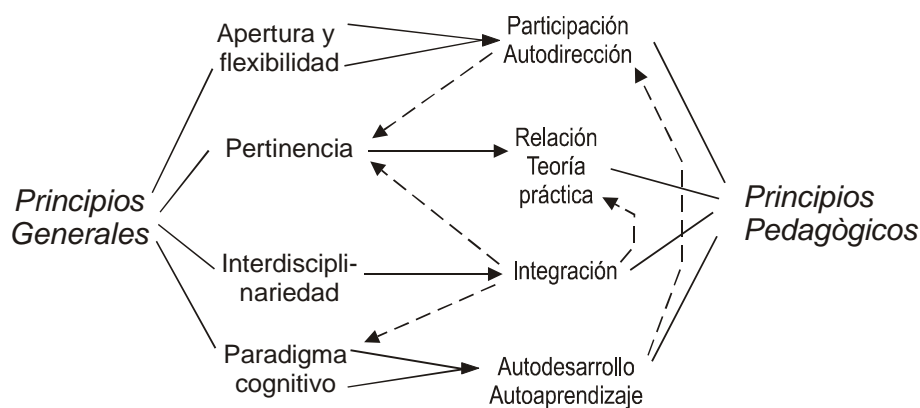 Apertura y
flexibilidad
Participación
Autodirección
Pertinencia
Relación
Teoría
práctica
Principios
Generales
Principios
Pedagògicos
Interdiscipli-
nariedad
Integración
Paradigma
cognitivo
Autodesarrollo
Autoaprendizaje